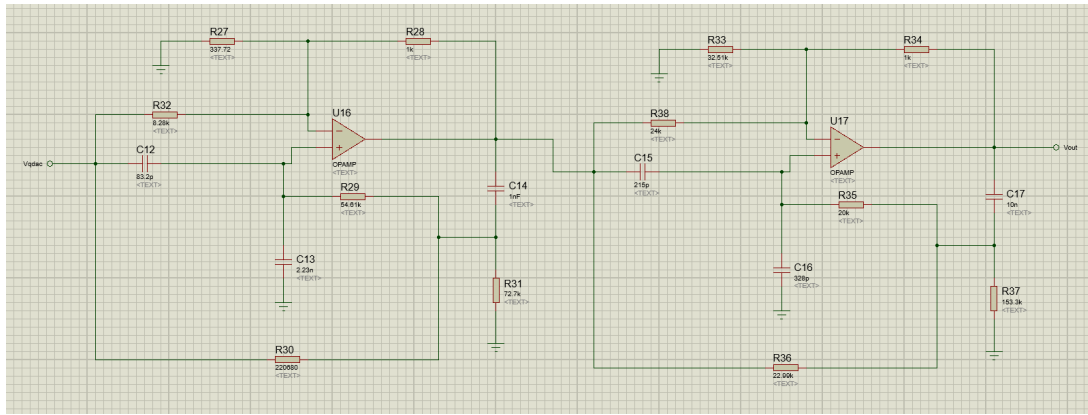 R27
337.72
<TEXT>
R28
1k
<TEXT>
R32
8.28k
<TEXT>
U16
OPAMP
<TEXT>
Vqdac
C12
83.2p
<TEXT>
R29
54.61k
<TEXT>
C14
1nF
<TEXT>
C13
2.23n
<TEXT>
R31
72.7k
<TEXT>
R30
220680
<TEXT>
R33
32.51k
<TEXT>
R34
1k
<TEXT>
R38
24k
<TEXT>
U17
OPAMP
<TEXT>
Vout
C15
215p
<TEXT>
R35
20k
<TEXT>
C17
10n
<TEXT>
C16
328p
<TEXT>
R37
153.3k
<TEXT>
R36
22.99k
<TEXT>